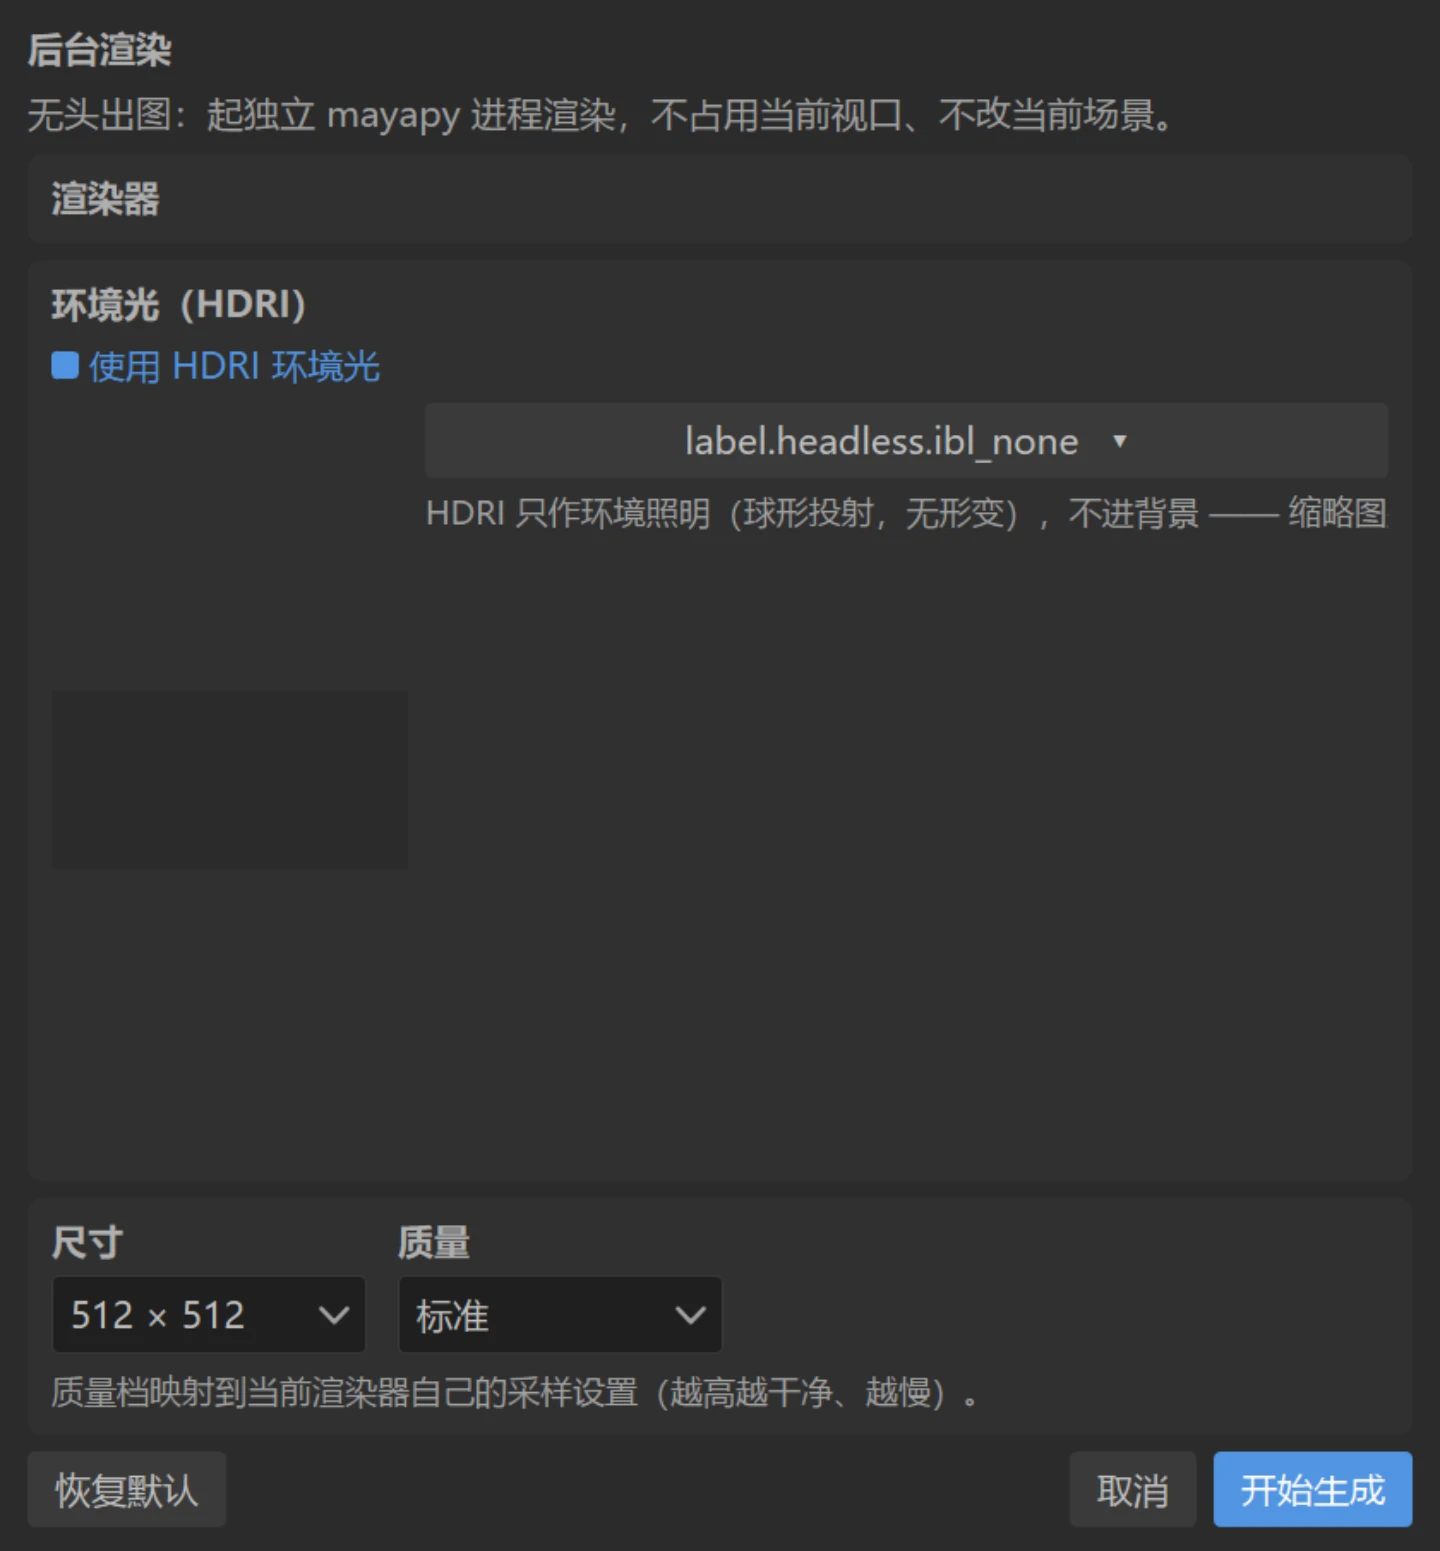 后台渲染
无头出图：起独立 mayapy 进程渲染，不占用当前视口、不改当前场景。
渲染器
环境光（HDRI）
使用 HDRI 环境光
label.headless.ibl_none
HDRI 只作环境照明（球形投射，无形变），不进背景 —— 缩略图
尺寸 质量
512 × 512 标准
质量档映射到当前渲染器自己的采样设置（越高越干净、越慢）。
恢复默认 取消 开始生成